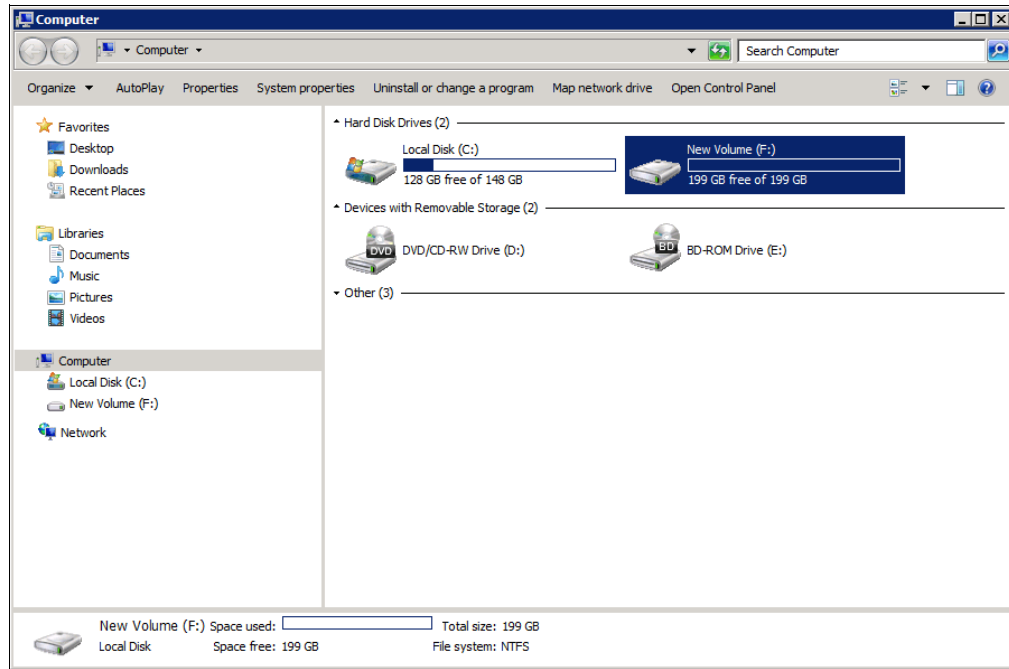 Computer
Computer
Search Computer
Organize AutoPlay Properties System properties Uninstall or change a program Map network drive Open Control Panel
Favorites
Desktop
Downloads
Recent Places
Libraries
Documents
Music
Pictures
Videos
Computer
Local Disk (C:)
New Volume (F:)
Network
Hard Disk Drives (2)
Local Disk (C:)
128 GB free of 148 GB
New Volume (F:)
199 GB free of 199 GB
Devices with Removable Storage (2)
DVD
DVD/CD-RW Drive (D:)
BD
BD-ROM Drive (E:)
Other (3)
New Volume (F:) Space used: Total size: 199 GB
Local Disk Space free: 199 GB File system: NTFS